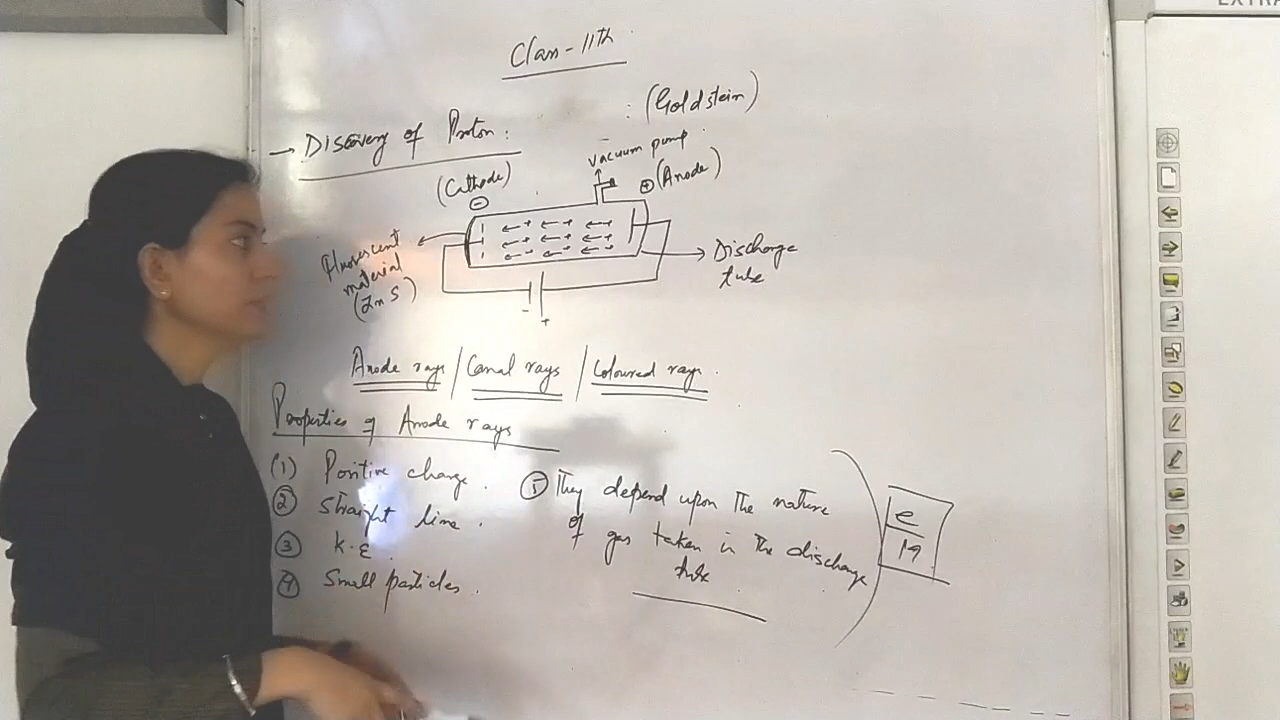 Class-11th
(Goldstein)
→ Discovery of Proton:
vacuum pump
(Cathode)
⊕ (Anode)
⊖
Fluorescent
material
(ZnS)
Discharge
tube
-
+
Anode rays / Canal rays / Coloured rays.
Properties of Anode rays
(1) Positive charge.
② Straight line.
③ K.E.
④ Small particles.
⑤ They depend upon the nature
of gas taken in the discharge
tube
e
EXTRA